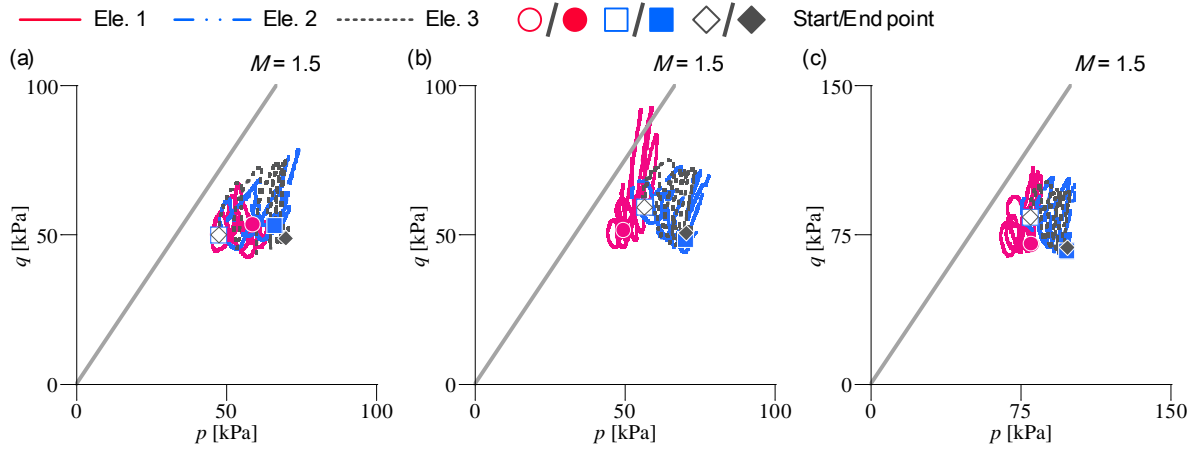 Ele. 1 Ele. 2 Ele. 3 / / / Start/End point
(a) (b) (c)
M = 1.5 M = 1.5 M = 1.5
100 100 150
q [kPa] q [kPa] q [kPa]
50 50 75
0 0 0
0 50 100 0 50 100 0 75 150
p [kPa] p [kPa] p [kPa]